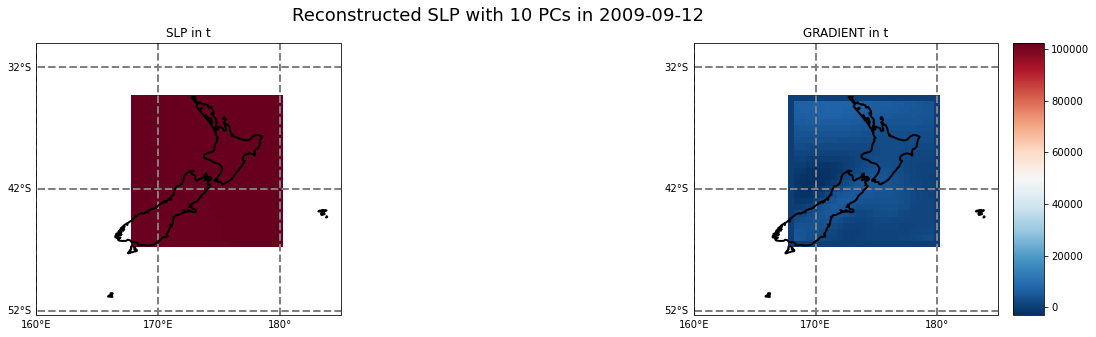 Reconstructed SLP with 10 PCs in 2009-09-12
SLP in t
GRADIENT in t
32°S
42°S
52°S
160°E
170°E
180°
32°S
42°S
52°S
160°E
170°E
180°
100000
80000
60000
40000
20000
0